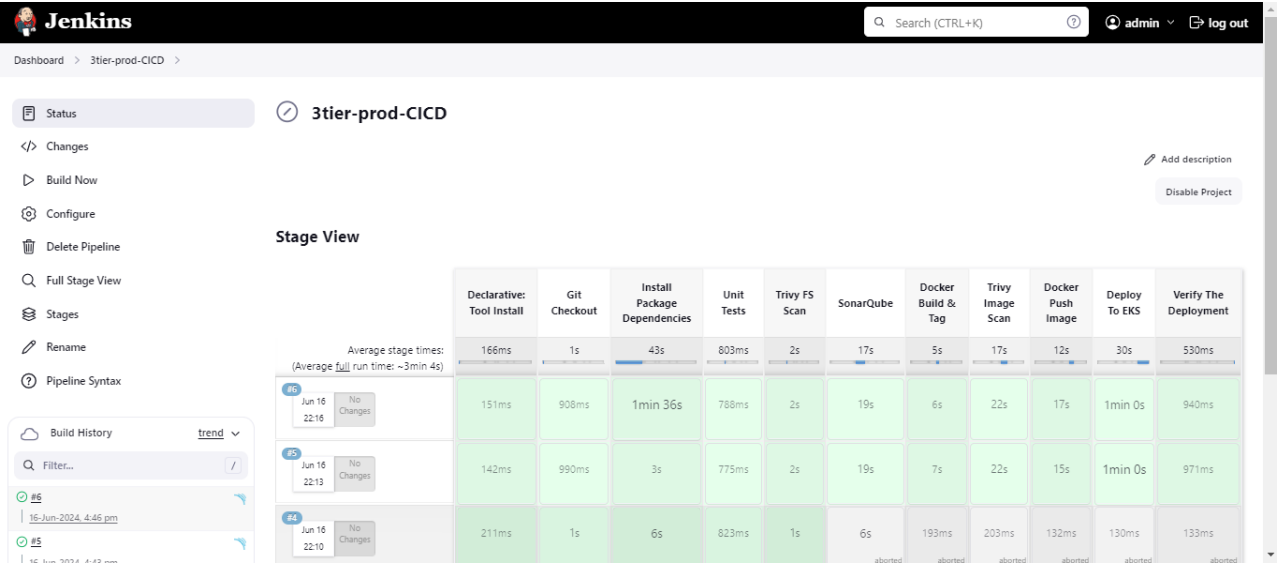 Jenkins
Search (CTRL+K)
?
admin
log out
Dashboard > 3tier-prod-CICD >
Status
Changes
Build Now
Configure
Delete Pipeline
Full Stage View
Stages
Rename
Pipeline Syntax
Build History
trend
Filter...
/
#6
16-Jun-2024, 4:46 pm
#5
16-Jun-2024, 4:43 pm
3tier-prod-CICD
Add description
Disable Project
Stage View
Declarative:
Tool Install
Git
Checkout
Install
Package
Dependencies
Unit
Tests
Trivy FS
Scan
SonarQube
Docker
Build &
Tag
Trivy
Image
Scan
Docker
Push
Image
Deploy
To EKS
Verify The
Deployment
Average stage times:
(Average full run time: ~3min 4s)
166ms 1s 43s 803ms 2s 17s 5s 17s 12s 30s 530ms
#6
Jun 16
22:16
No
Changes
151ms 908ms 1min 36s 788ms 2s 19s 6s 22s 17s 1min 0s 940ms
#5
Jun 16
22:13
No
Changes
142ms 990ms 3s 775ms 2s 19s 7s 22s 15s 1min 0s 971ms
#4
Jun 16
22:10
No
Changes
211ms 1s 6s 823ms 1s 6s 193ms 203ms 132ms 130ms 133ms
aborted aborted aborted aborted aborted aborted